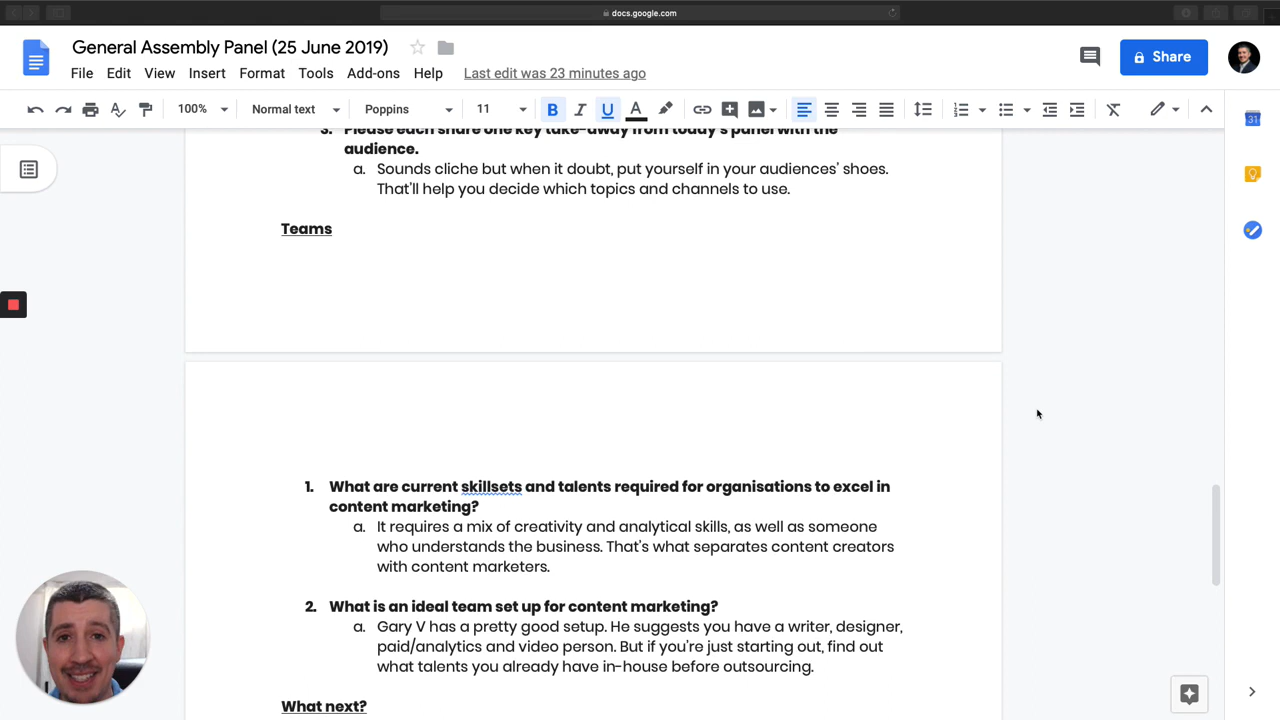 docs.google.com
General Assembly Panel (25 June 2019)
File Edit View Insert Format Tools Add-ons Help Last edit was 23 minutes ago
Share
100% Normal text Poppins 11 B I U A
31
3. Please each share one key take-away from today's panel with the
audience.
a. Sounds cliche but when it doubt, put yourself in your audiences' shoes.
That'll help you decide which topics and channels to use.
Teams
1. What are current skillsets and talents required for organisations to excel in
content marketing?
a. It requires a mix of creativity and analytical skills, as well as someone
who understands the business. That's what separates content creators
with content marketers.
2. What is an ideal team set up for content marketing?
a. Gary V has a pretty good setup. He suggests you have a writer, designer,
paid/analytics and video person. But if you're just starting out, find out
what talents you already have in-house before outsourcing.
What next?